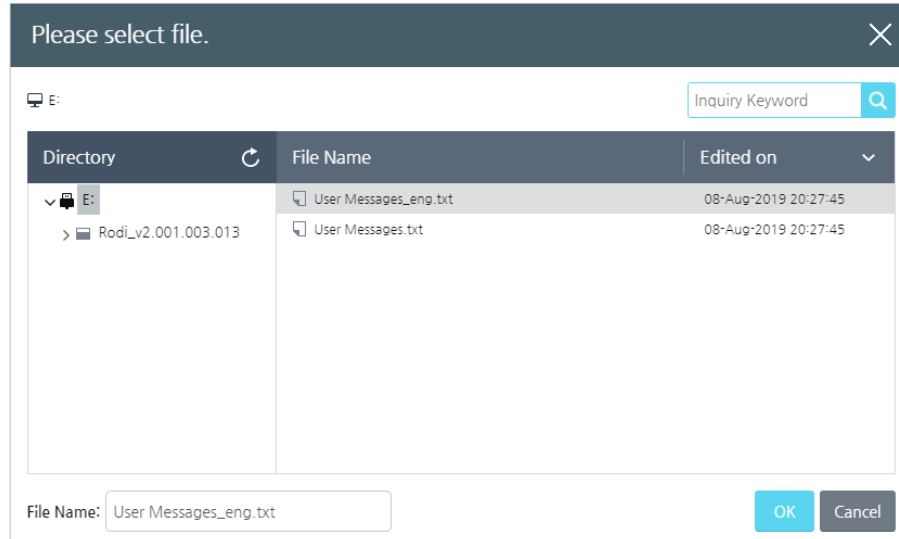 Please select file.
E:
Inquiry Keyword
Directory File Name Edited on
E: User Messages_eng.txt 08-Aug-2019 20:27:45
Rodi_v2.001.003.013 User Messages.txt 08-Aug-2019 20:27:45
File Name: User Messages_eng.txt OK Cancel